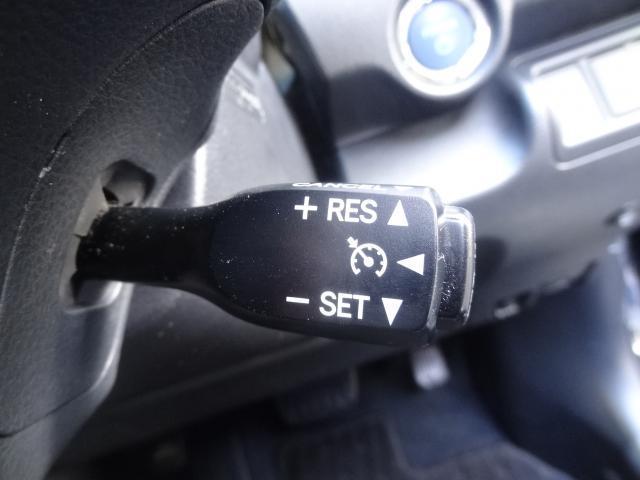 CANCEL
+ RES ▲
◀
− SET ▼